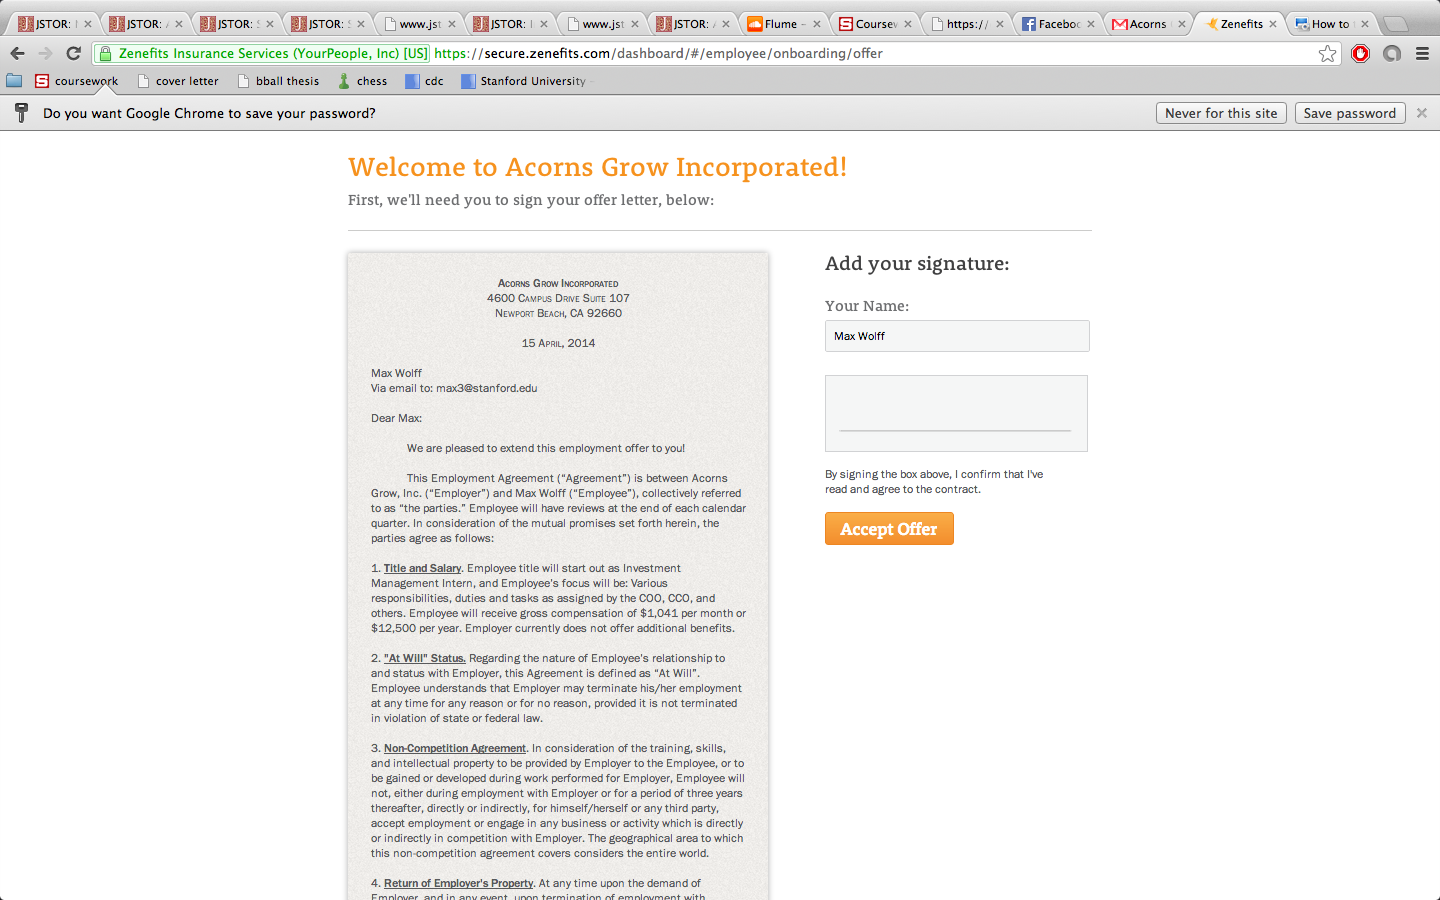 JSTOR: N
JSTOR: A
JSTOR: S
JSTOR: S
www.jst
JSTOR:
www.jst
JSTOR: A
Flume –
Coursew
https://
Faceboo
Acorns
Zenefits
How to
Zenefits Insurance Services (YourPeople, Inc) [US] https://secure.zenefits.com/dashboard/#/employee/onboarding/offer
coursework cover letter bball thesis chess cdc Stanford University
Do you want Google Chrome to save your password? Never for this site Save password
Welcome to Acorns Grow Incorporated!
First, we'll need you to sign your offer letter, below:
Acorns Grow Incorporated
4600 Campus Drive Suite 107
Newport Beach, CA 92660
15 April, 2014
Max Wolff
Via email to: max3@stanford.edu
Dear Max:
We are pleased to extend this employment offer to you!
This Employment Agreement (“Agreement”) is between Acorns
Grow, Inc. (“Employer”) and Max Wolff (“Employee”), collectively referred
to as “the parties.” Employee will have reviews at the end of each calendar
quarter. In consideration of the mutual promises set forth herein, the
parties agree as follows:
1. Title and Salary. Employee title will start out as Investment
Management Intern, and Employee's focus will be: Various
responsibilities, duties and tasks as assigned by the COO, CCO, and
others. Employee will receive gross compensation of $1,041 per month or
$12,500 per year. Employer currently does not offer additional benefits.
2. "At Will" Status. Regarding the nature of Employee's relationship to
and status with Employer, this Agreement is defined as “At Will”.
Employee understands that Employer may terminate his/her employment
at any time for any reason or for no reason, provided it is not terminated
in violation of state or federal law.
3. Non-Competition Agreement. In consideration of the training, skills,
and intellectual property to be provided by Employer to the Employee, or to
be gained or developed during work performed for Employer, Employee will
not, either during employment with Employer or for a period of three years
thereafter, directly or indirectly, for himself/herself or any third party,
accept employment or engage in any business or activity which is directly
or indirectly in competition with Employer. The geographical area to which
this non-competition agreement covers considers the entire world.
4. Return of Employer's Property. At any time upon the demand of
Employer, and in any event, upon termination of employment with
Add your signature:
Your Name:
Max Wolff
By signing the box above, I confirm that I've
read and agree to the contract.
Accept Offer